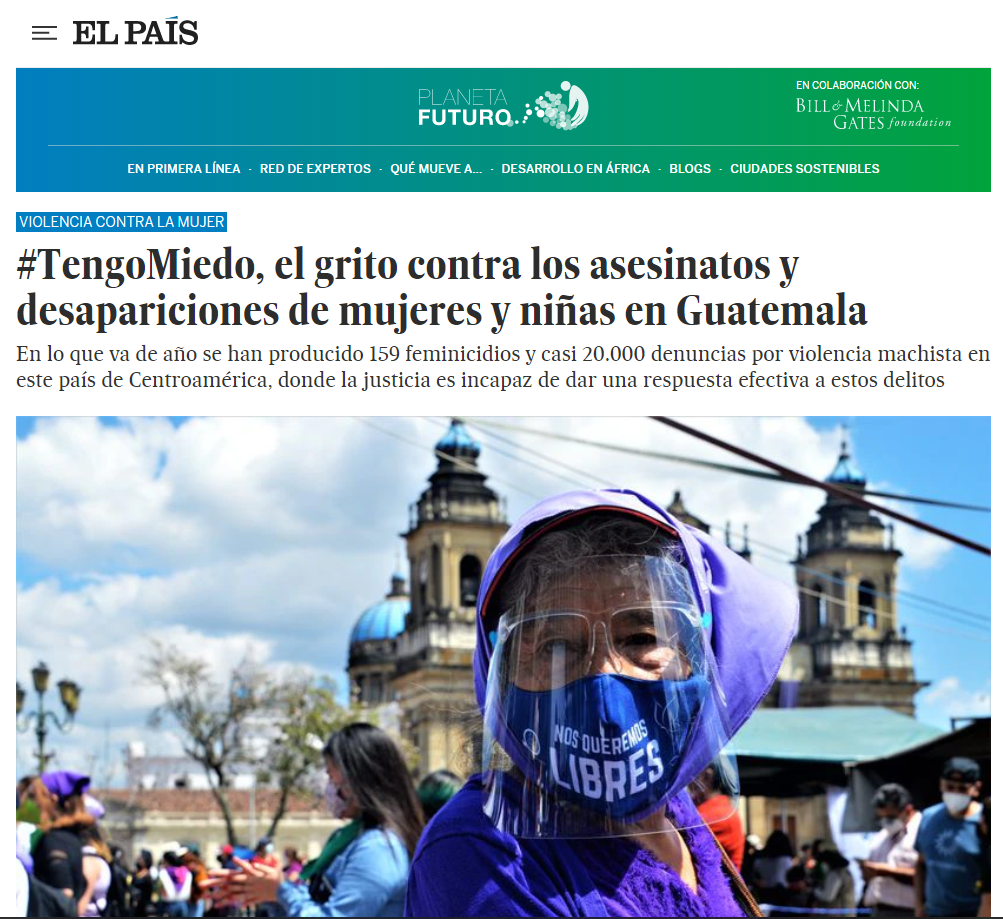 EL PAÍS
PLANETA
FUTURO
EN COLABORACIÓN CON:
BILL & MELINDA
GATES foundation
EN PRIMERA LÍNEA · RED DE EXPERTOS · QUÉ MUEVE A... · DESARROLLO EN ÁFRICA · BLOGS · CIUDADES SOSTENIBLES
VIOLENCIA CONTRA LA MUJER
#TengoMiedo, el grito contra los asesinatos y
desapariciones de mujeres y niñas en Guatemala
En lo que va de año se han producido 159 feminicidios y casi 20.000 denuncias por violencia machista en
este país de Centroamérica, donde la justicia es incapaz de dar una respuesta efectiva a estos delitos
NOS QUEREMOS
LIBRES